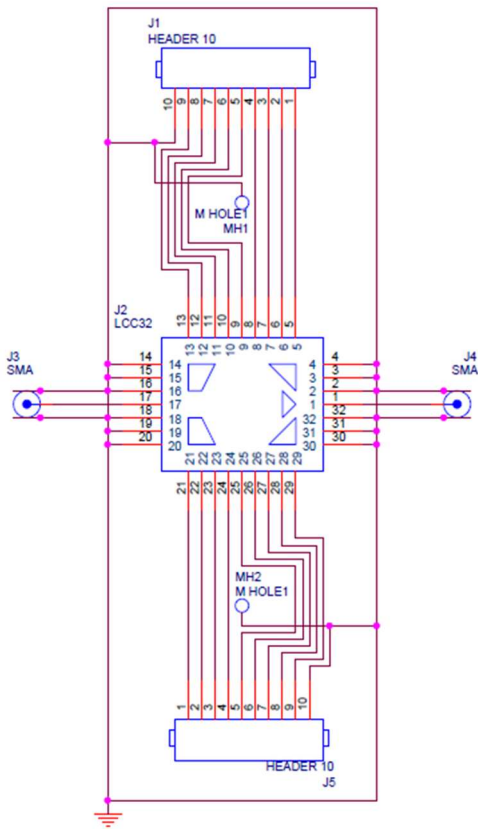 J1
HEADER 10
10 9 8 7 6 5 4 3 2 1
M HOLE1
MH1
J2
LCC32
13 12 11 10 9 8 7 6 5
13 12 11 10 9 8 7 6 5
J3
SMA
J4
SMA
14 14 4 4
15 15 3 3
16 16 2 2
17 17 1 1
18 18 32 32
19 19 31 31
20 20 30 30
21 22 23 24 25 26 27 28 29
21 22 23 24 25 26 27 28 29
MH2
M HOLE1
1 2 3 4 5 6 7 8 9 10
HEADER 10
J5